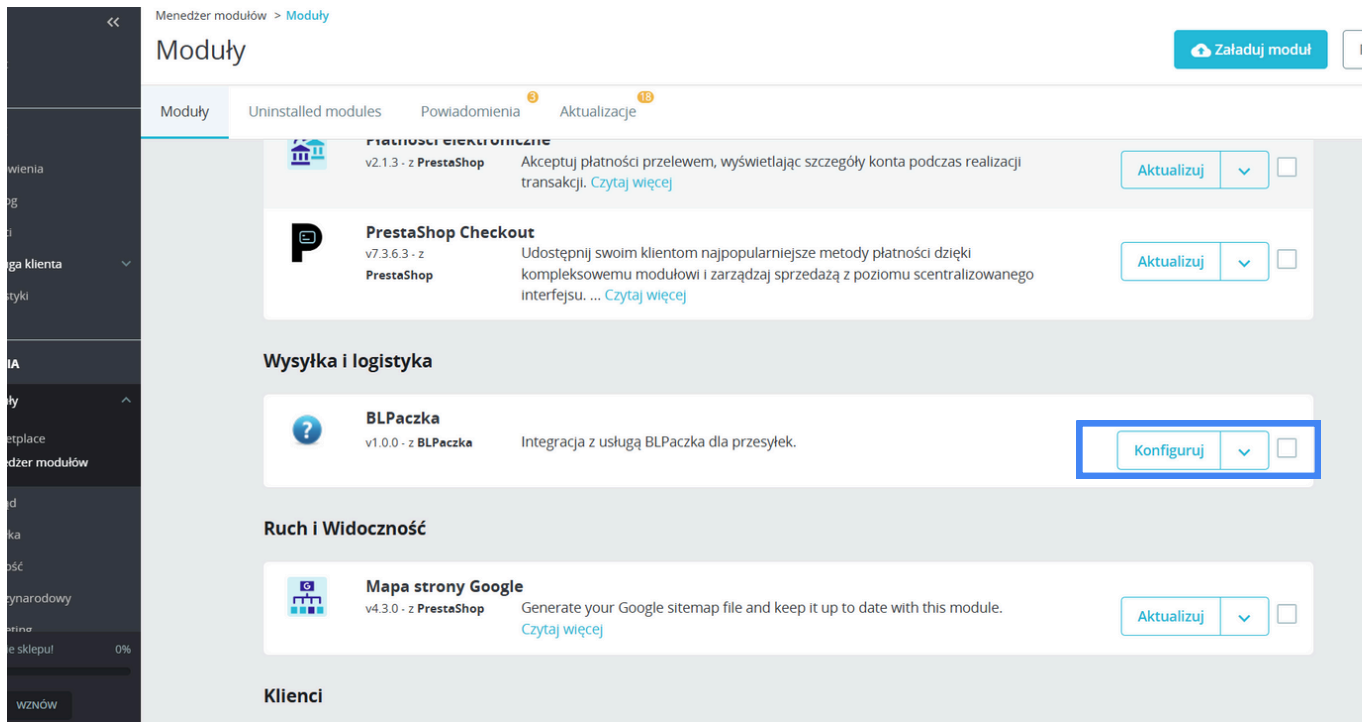 Menedżer modułów > Moduły
Moduły
Załaduj moduł
Moduły
Uninstalled modules
Powiadomienia
3
Aktualizacje
18
Płatności elektroniczne
v2.1.3 - z PrestaShop
Akceptuj płatności przelewem, wyświetlając szczegóły konta podczas realizacji
transakcji. Czytaj więcej
Aktualizuj
PrestaShop Checkout
v7.3.6.3 - z
PrestaShop
Udostępnij swoim klientom najpopularniejsze metody płatności dzięki
kompleksowemu modułowi i zarządzaj sprzedażą z poziomu scentralizowanego
interfejsu. ... Czytaj więcej
Aktualizuj
Wysyłka i logistyka
BLPaczka
v1.0.0 - z BLPaczka
Integracja z usługą BLPaczka dla przesyłek.
Konfiguruj
Ruch i Widoczność
Mapa strony Google
v4.3.0 - z PrestaShop
Generate your Google sitemap file and keep it up to date with this module.
Czytaj więcej
Aktualizuj
Klienci
wienia
og
ga klienta
styki
IA
ły
etplace
edżer modułów
ąd
ka
ość
zynarodowy
eting
e sklepu!
0%
WZNÓW